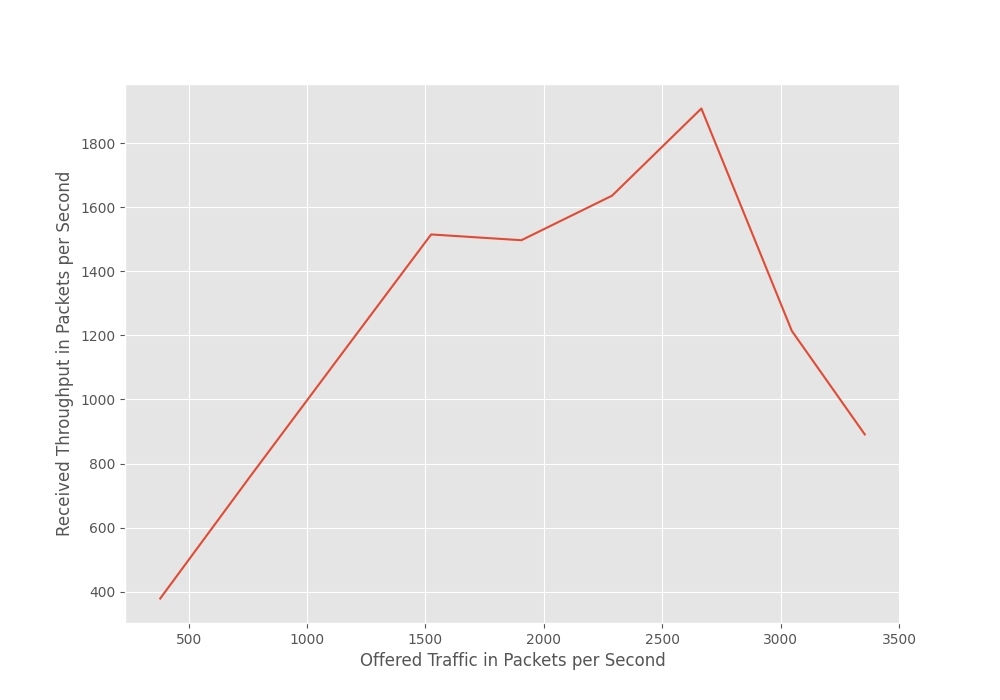 Received Throughput in Packets per Second
1800
1600
1400
1200
1000
800
600
400
500 1000 1500 2000 2500 3000 3500
Offered Traffic in Packets per Second